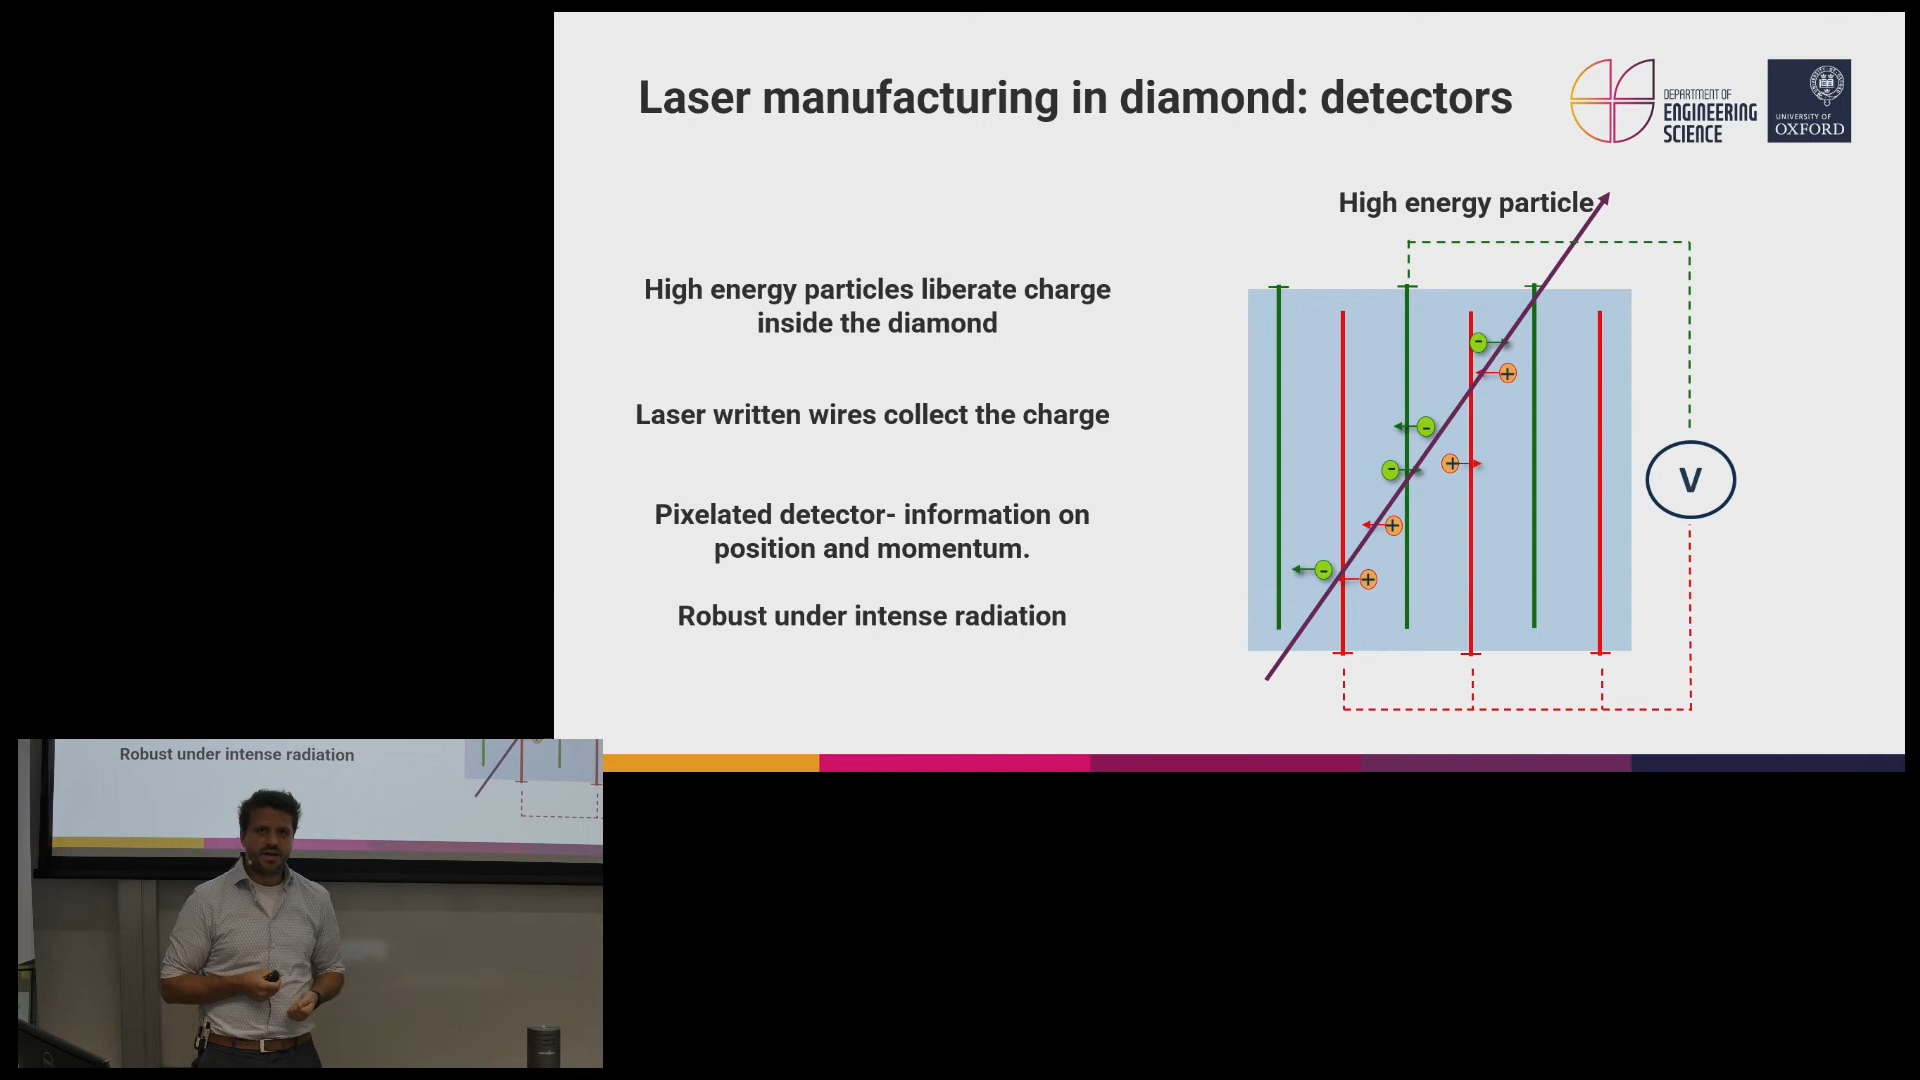 Laser manufacturing in diamond: detectors
DEPARTMENT OF
ENGINEERING
SCIENCE
UNIVERSITY OF
OXFORD
High energy particle
High energy particles liberate charge
inside the diamond
Laser written wires collect the charge
Pixelated detector- information on
position and momentum.
Robust under intense radiation
V
Robust under intense radiation